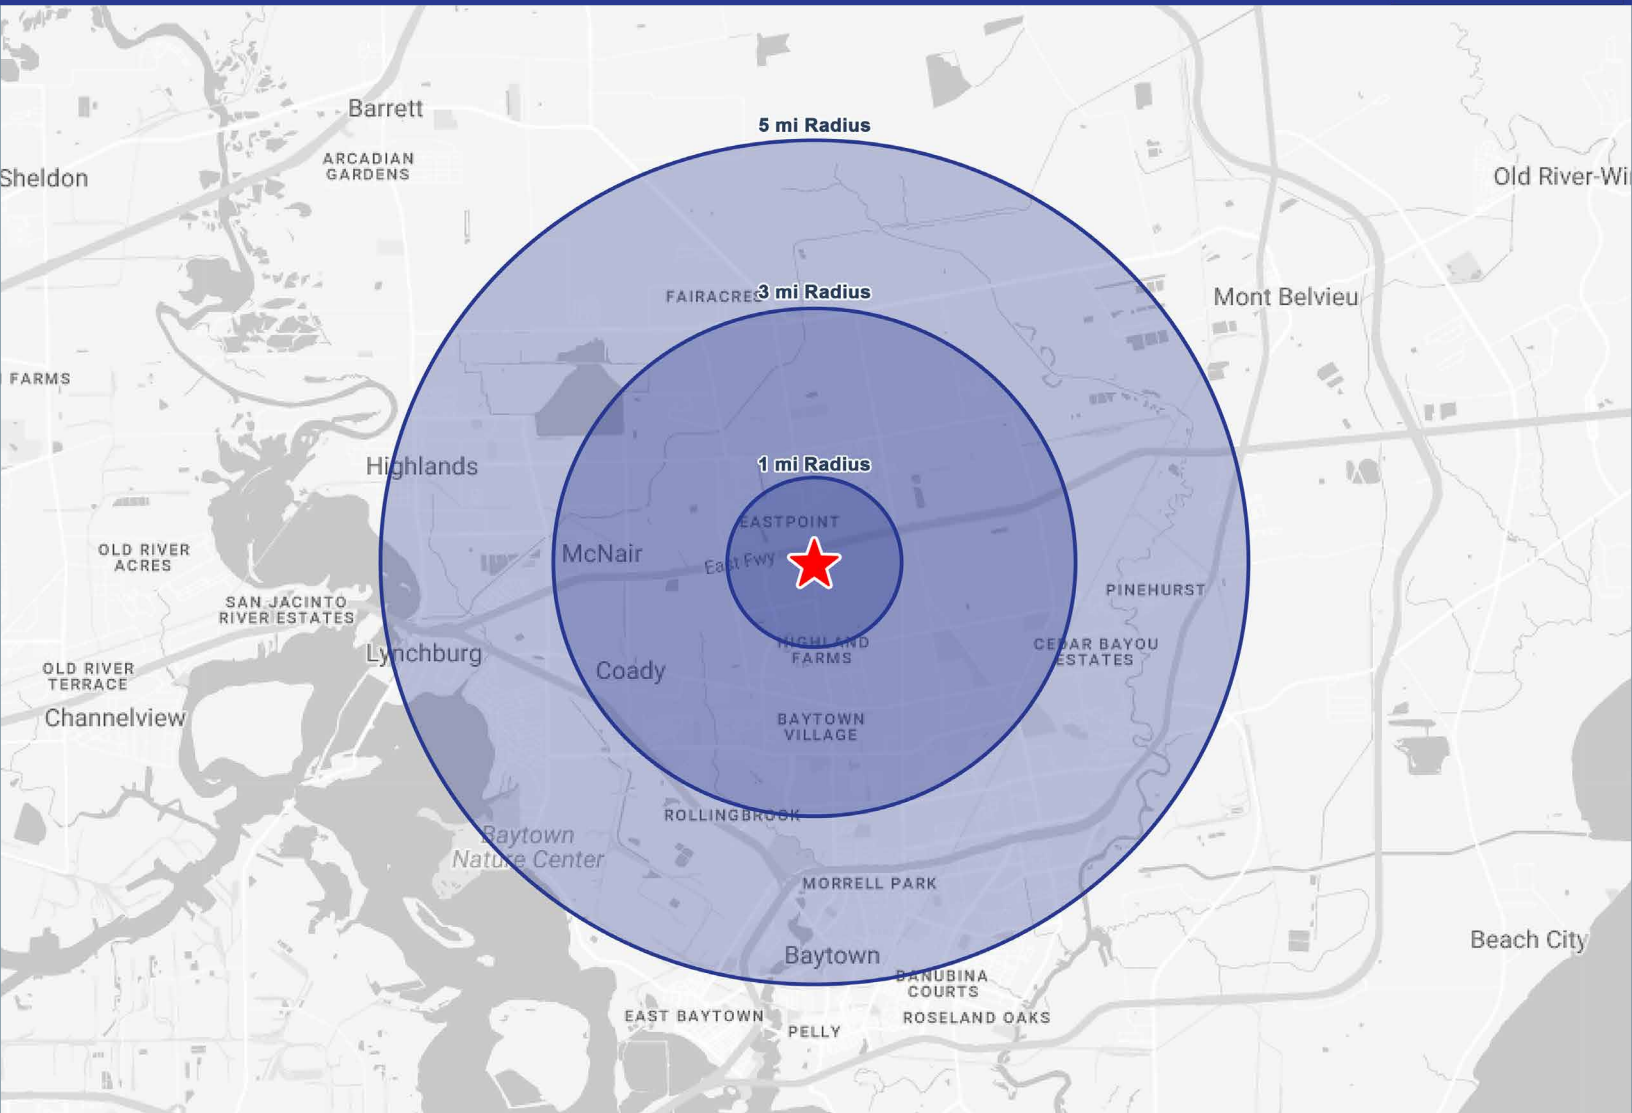 Barrett
5 mi Radius
ARCADIAN
GARDENS
Sheldon
Old River-Wi
FAIRACRES
3 mi Radius
Mont Belvieu
FARMS
Highlands
1 mi Radius
EASTPOINT
OLD RIVER
ACRES
McNair
East Fwy
PINEHURST
SAN JACINTO
RIVER ESTATES
Lynchburg
HIGHLAND
FARMS
CEDAR BAYOU
ESTATES
OLD RIVER
TERRACE
Coady
Channelview
BAYTOWN
VILLAGE
ROLLINGBROOK
Baytown
Nature Center
MORRELL PARK
Baytown
Beach City
DANUBINA
COURTS
EAST BAYTOWN
ROSELAND OAKS
PELLY